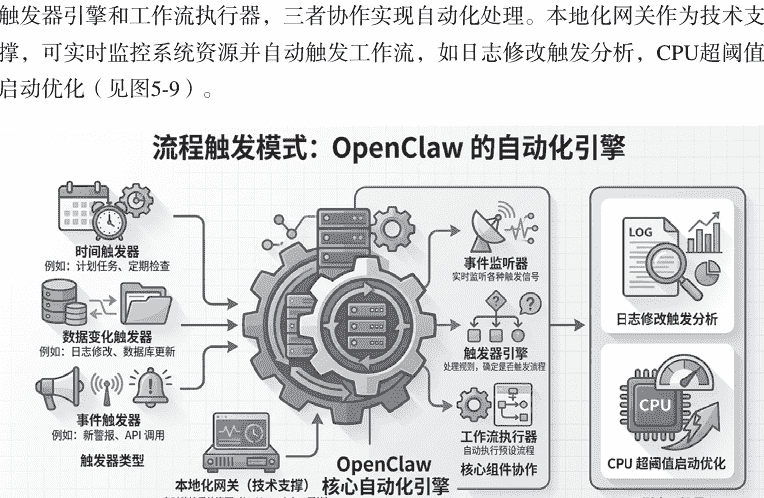 触发器引擎和工作流执行器，三者协作实现自动化处理。本地化网关作为技术支
撑，可实时监控系统资源并自动触发工作流，如日志修改触发分析，CPU超阈值
启动优化（见图5-9）。
流程触发模式：OpenClaw 的自动化引擎
时间触发器
例如：计划任务、定期检查
数据变化触发器
例如：日志修改、数据库更新
事件触发器
例如：新警报、API 调用
触发器类型
本地化网关（技术支撑）
OpenClaw
核心自动化引擎
事件监听器
实时监听各种触发信号
触发器引擎
处理规则，确定是否触发流程
工作流执行器
自动执行预设流程
核心组件协作
LOG
日志修改触发分析
CPU
CPU 超阈值启动优化